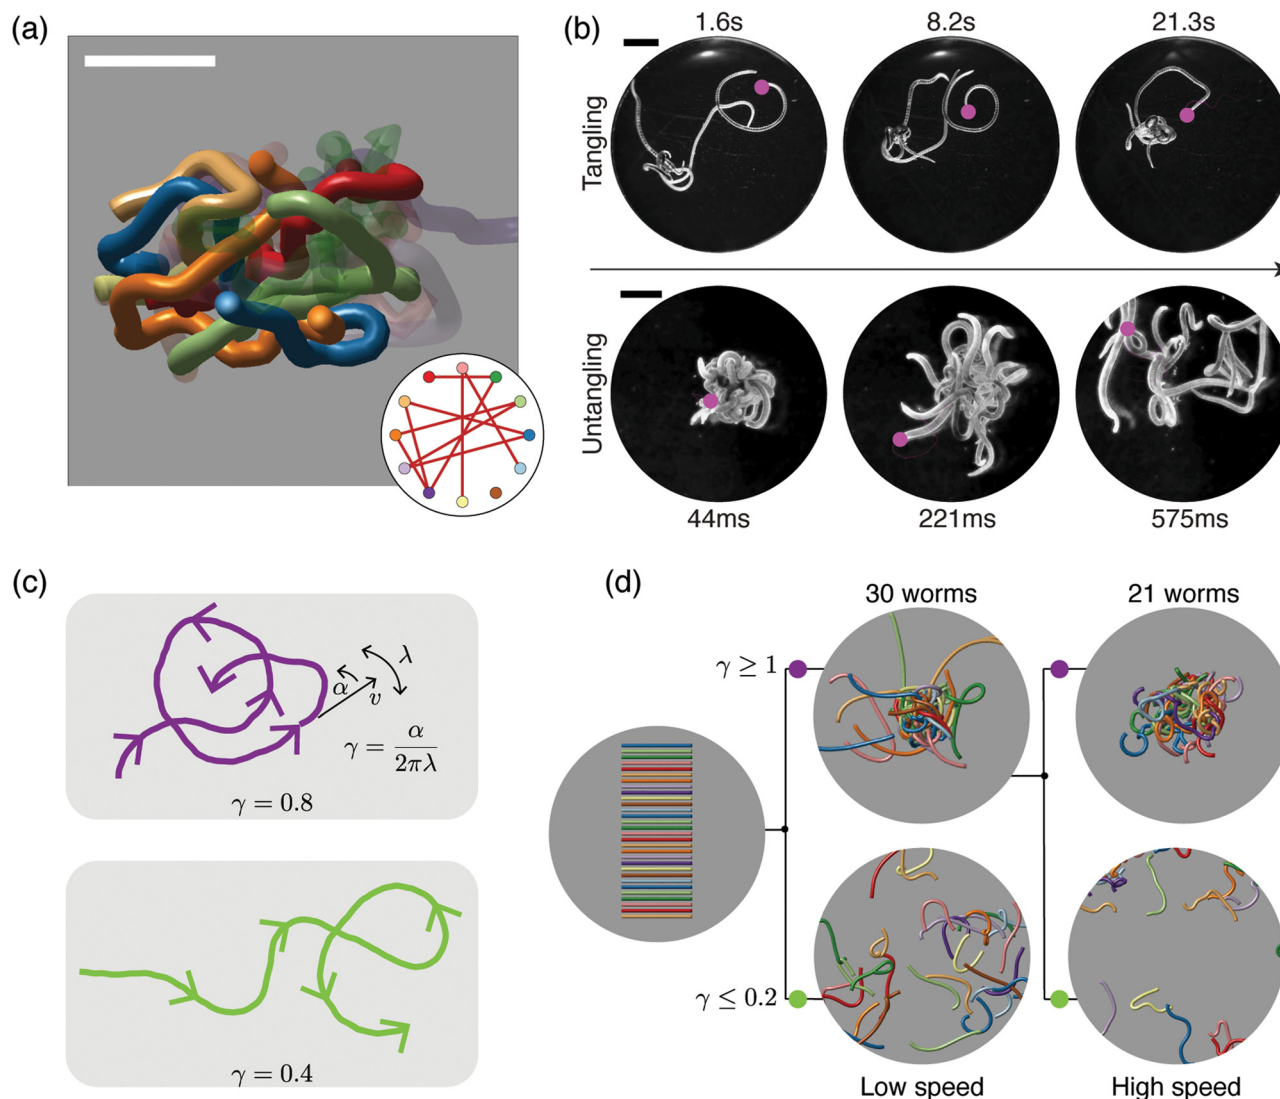 (a)
(b)
1.6s
8.2s
21.3s
Tangling
Untangling
44ms
221ms
575ms
(c)
α
v
λ
γ = α / 2πλ
γ = 0.8
γ = 0.4
(d)
30 worms
21 worms
γ ≥ 1
γ ≤ 0.2
Low speed
High speed